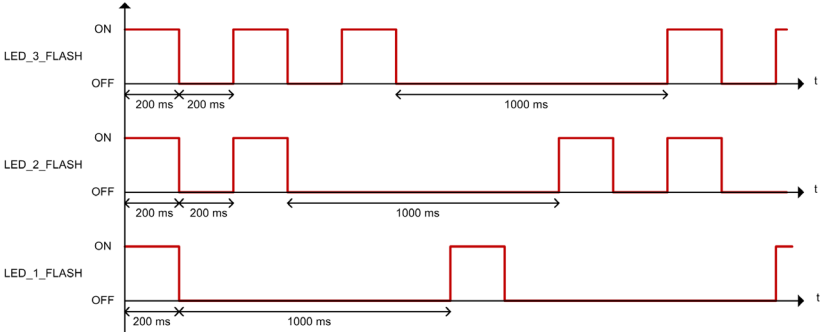 ON
LED_3_FLASH
OFF
t
200 ms 200 ms 1000 ms
ON
LED_2_FLASH
OFF
t
200 ms 200 ms 1000 ms
ON
LED_1_FLASH
OFF
t
200 ms 1000 ms